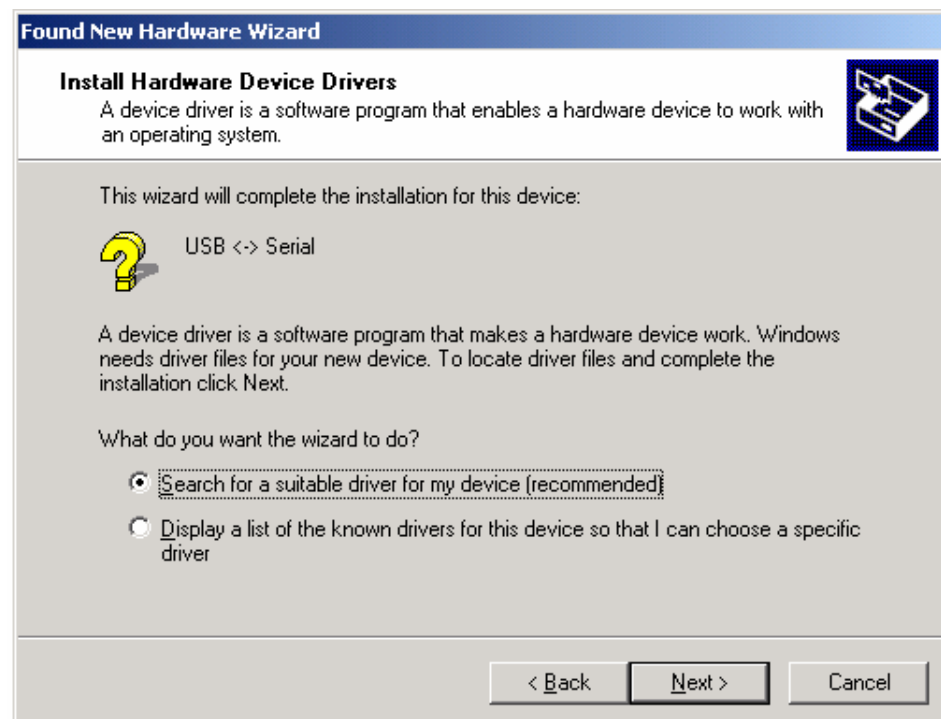 Found New Hardware Wizard
Install Hardware Device Drivers
A device driver is a software program that enables a hardware device to work with
an operating system.
This wizard will complete the installation for this device:
USB <-> Serial
A device driver is a software program that makes a hardware device work. Windows
needs driver files for your new device. To locate driver files and complete the
installation click Next.
What do you want the wizard to do?
Search for a suitable driver for my device (recommended)
Display a list of the known drivers for this device so that I can choose a specific
driver
< Back
Next >
Cancel